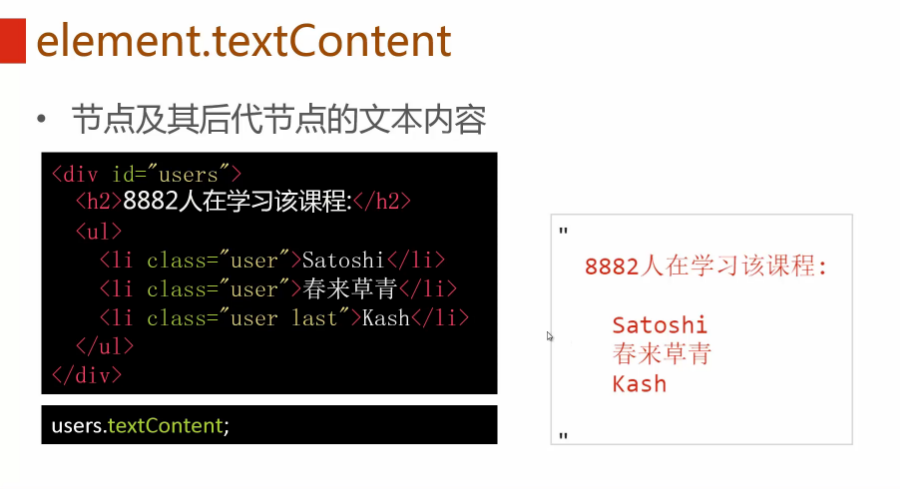 element.textContent
• 节点及其后代节点的文本内容
<div id="users">
<h2>8882人在学习该课程:</h2>
<ul>
<li class="user">Satoshi</li>
<li class="user">春来草青</li>
<li class="user last">Kash</li>
</ul>
</div>
users.textContent;
"
8882人在学习该课程:
Satoshi
春来草青
Kash
"